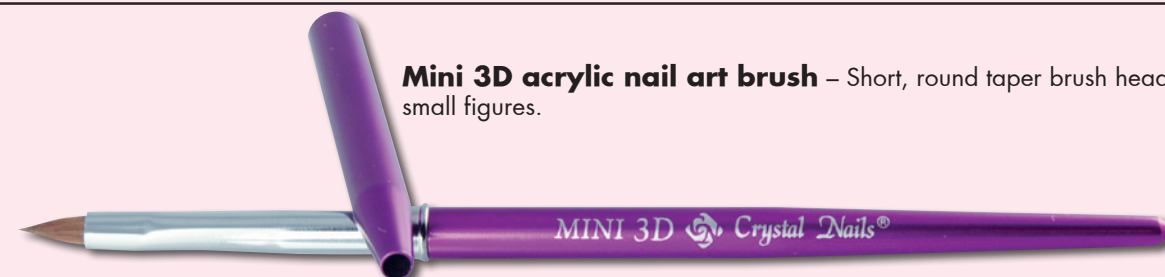 Mini 3D acrylic nail art brush – Short, round taper brush head
small figures.
MINI 3D Crystal Nails®